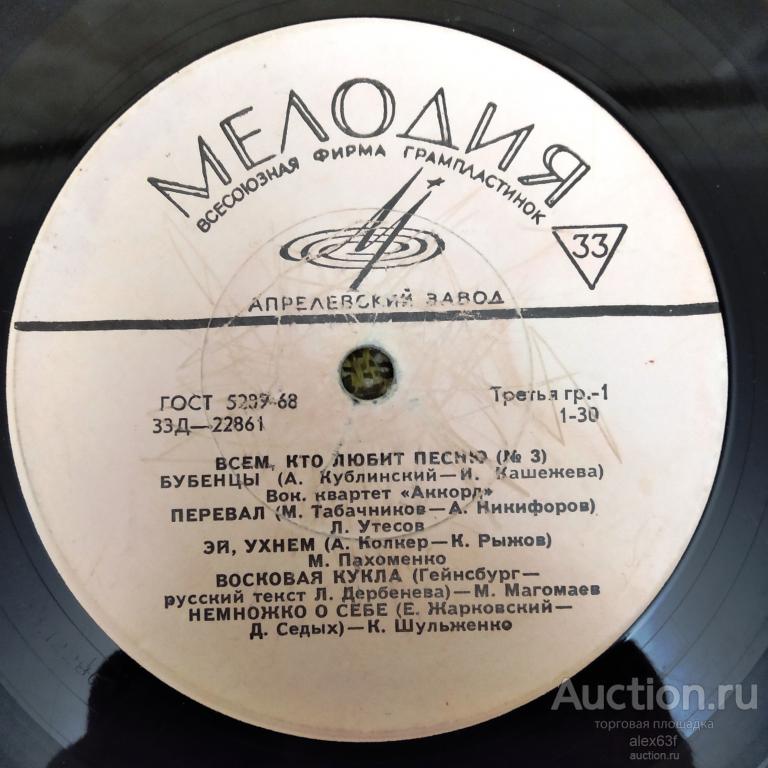 МЕЛОДИЯ
ВСЕСОЮЗНАЯ ФИРМА ГРАМПЛАСТИНОК
33
АПРЕЛЕВСКИЙ ЗАВОД
ГОСТ 5289-68
Третья гр.-1
33Д—22861
1-30
ВСЕМ, КТО ЛЮБИТ ПЕСНЮ (№ 3)
БУБЕНЦЫ (А. Кублинский—И. Кашежева)
Вок. квартет «Аккорд»
ПЕРЕВАЛ (М. Табачников—А. Никифоров)
Л. Утесов
ЭЙ, УХНЕМ (А. Колкер—К. Рыжов)
М. Пахоменко
ВОСКОВАЯ КУКЛА (Гейнсбург—
русский текст Л. Дербенева)—М. Магомаев
НЕМНОЖКО О СЕБЕ (Е. Жарковский—
Д. Седых)—К. Шульженко
Auction.ru
торговая площадка
alex63f
auction.ru